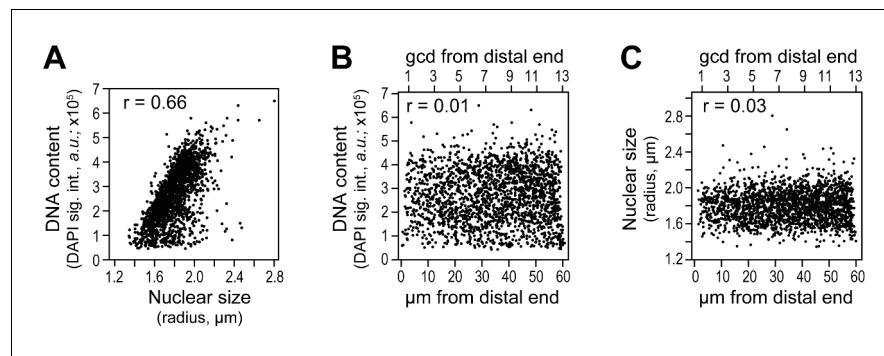 A
r = 0.66
DNA content
(DAPI sig. int., a.u.; x10⁵)
7
6
5
4
3
2
1
0
1.2 1.6 2.0 2.4 2.8
Nuclear size
(radius, µm)
B
gcd from distal end
1 3 5 7 9 11 13
r = 0.01
DNA content
(DAPI sig. int., a.u.; x10⁵)
7
6
5
4
3
2
1
0
0 10 20 30 40 50 60
µm from distal end
C
gcd from distal end
1 3 5 7 9 11 13
r = 0.03
Nuclear size
(radius, µm)
2.8
2.4
2.0
1.6
1.2
0 10 20 30 40 50 60
µm from distal end